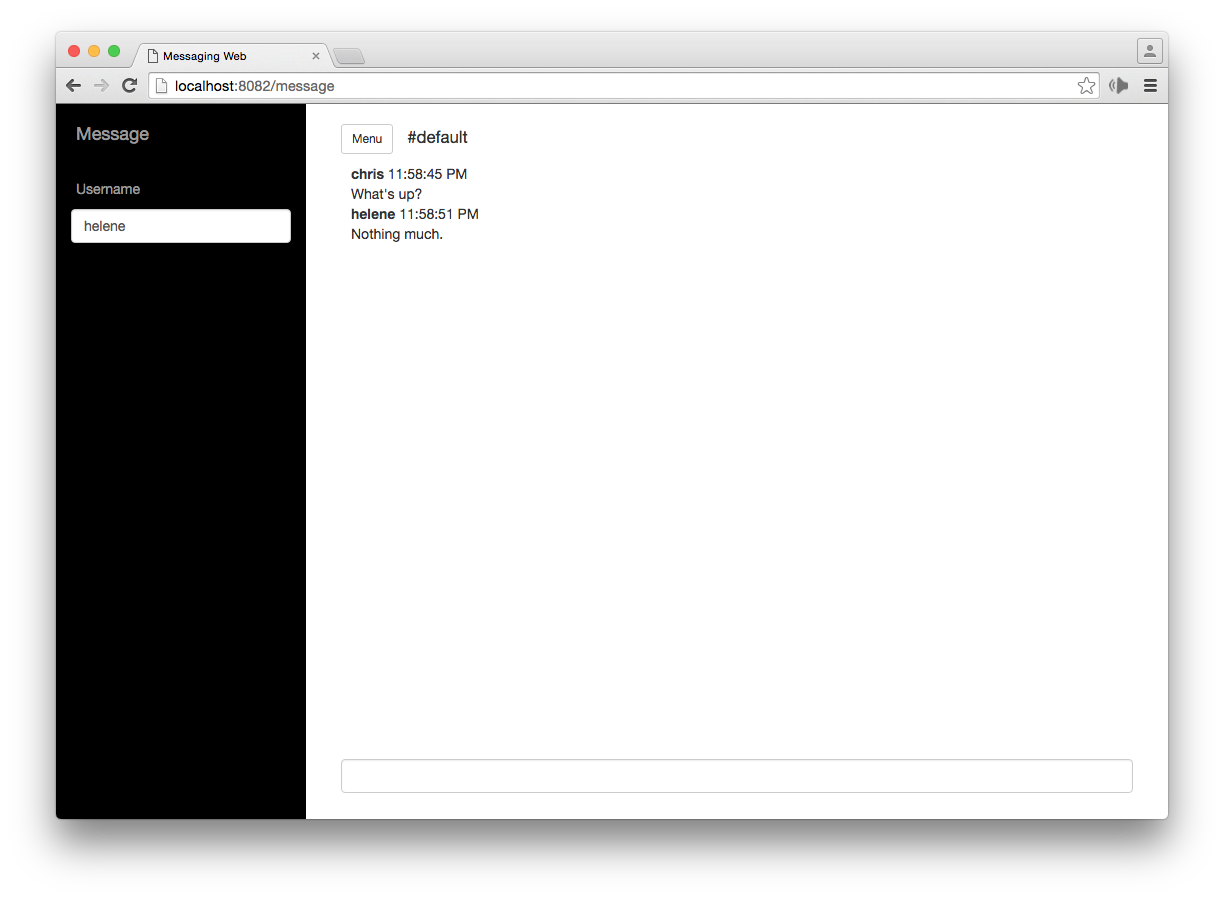 Messaging Web
localhost:8082/message
Message
Username
helene
Menu #default
chris 11:58:45 PM
What's up?
helene 11:58:51 PM
Nothing much.